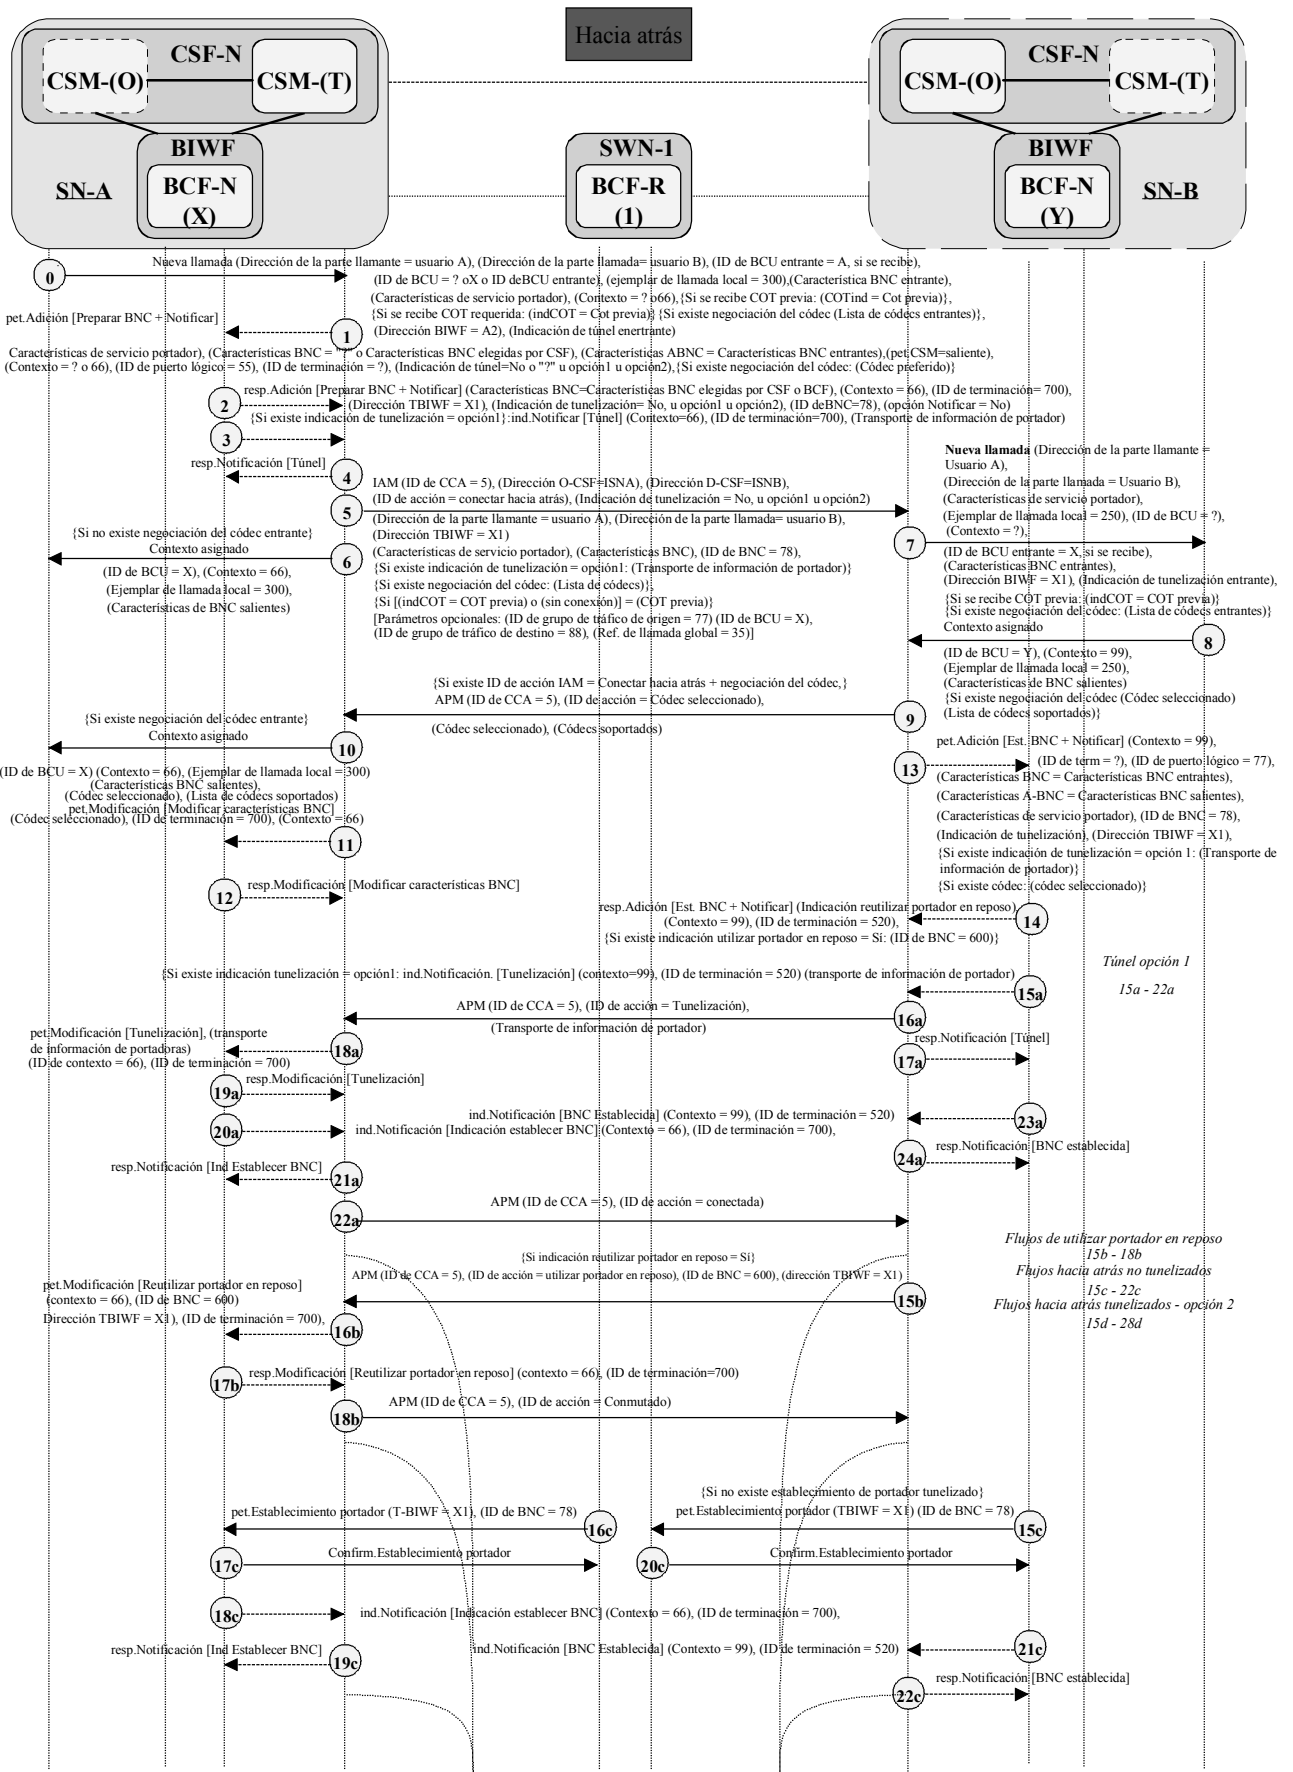 Hacia atrás
CSF-N
CSM-(O)
CSM-(T)
BIWF
SN-A
BCF-N
(X)
SWN-1
BCF-R
(1)
CSF-N
CSM-(O)
CSM-(T)
BIWF
BCF-N
(Y)
SN-B
0
Nueva llamada (Dirección de la parte llamante = usuario A), (Dirección de la parte llamada= usuario B), (ID de BCU entrante = A, si se recibe),
(ID de BCU = ? oX o ID deBCU entrante), (ejemplar de llamada local = 300),(Característica BNC entrante),
(Características de servicio portador), (Contexto = ? o66),{Si se recibe COT previa: (COTind = Cot previa)},
{Si se recibe COT requerida: (indCOT = Cot previa)} {Si existe negociación del códec (Lista de códecs entrantes)},
(Dirección BIWF = A2), (Indicación de túnel enertrante)
pet.Adición [Preparar BNC + Notificar]
1
Características de servicio portador), (Características BNC = "?" o Características BNC elegidas por CSF), (Características ABNC = Características BNC entrantes),(pet.CSM=saliente),
(Contexto = ? o 66), (ID de puerto lógico = 55), (ID de terminación = ?), (Indicación de túnel=No o "?" u opción1 u opción2),{Si existe negociación del códec: (Códec preferido)}
2
resp.Adición [Preparar BNC + Notificar] (Características BNC=Características BNC elegidas por CSF o BCF), (Contexto = 66), (ID de terminación= 700),
(Dirección TBIWF = X1), (Indicación de tunelización= No, u opción1 u opción2), (ID deBNC=78), (opción Notificar = No)
{Si existe indicación de tunelización = opción1}:ind.Notificar [Túnel] (Contexto=66), (ID de terminación=700), (Transporte de información de portador)
3
resp.Notificación [Túnel]
4
IAM (ID de CCA = 5), (Dirección O-CSF=ISNA), (Dirección D-CSF=ISNB),
(ID de acción = conectar hacia atrás), (Indicación de tunelización = No, u opción1 u opción2)
5
(Dirección de la parte llamante = usuario A), (Dirección de la parte llamada= usuario B),
(Dirección TBIWF = X1)
(Características de servicio portador), (Características BNC), (ID de BNC = 78),
{Si existe indicación de tunelización = opción1: (Transporte de información de portador)}
{Si existe negociación del códec: (Lista de códecs)},
{Si [(indCOT = COT previa) o (sin conexión)] = (COT previa)}
[Parámetros opcionales: (ID de grupo de tráfico de origen = 77) (ID de BCU = X),
(ID de grupo de tráfico de destino = 88), (Ref. de llamada global = 35)]
{Si no existe negociación del códec entrante}
Contexto asignado
6
(ID de BCU = X), (Contexto = 66),
(Ejemplar de llamada local = 300),
(Características de BNC salientes)
Nueva llamada (Dirección de la parte llamante =
Usuario A),
(Dirección de la parte llamada = Usuario B),
(Características de servicio portador),
(Ejemplar de llamada local = 250), (ID de BCU = ?),
(Contexto = ?),
7
(ID de BCU entrante = X, si se recibe),
(Características BNC entrantes),
(Dirección BIWF = X1), (Indicación de tunelización entrante),
{Si se recibe COT previa: (indCOT = COT previa)}
{Si existe negociación del códec: (Lista de códecs entrantes)}
Contexto asignado
8
(ID de BCU = Y), (Contexto = 99),
(Ejemplar de llamada local = 250),
(Características de BNC salientes)
{Si existe negociación del códec (Códec seleccionado)
(Lista de códecs soportados)}
{Si existe ID de acción IAM = Conectar hacia atrás + negociación del códec,}
APM (ID de CCA = 5), (ID de acción = Códec seleccionado),
9
(Códec seleccionado), (Códecs soportados)
{Si existe negociación del códec entrante}
Contexto asignado
10
(ID de BCU = X) (Contexto = 66), (Ejemplar de llamada local = 300)
(Características BNC salientes),
(Códec seleccionado), (Lista de códecs soportados)
pet.Modificación [Modificar características BNC]
(Códec seleccionado), (ID de terminación = 700), (Contexto = 66)
11
12
resp.Modificación [Modificar características BNC]
pet.Adición [Est. BNC + Notificar] (Contexto = 99),
13
(ID de term = ?), (ID de puerto lógico = 77),
(Características BNC = Características BNC entrantes),
(Características A-BNC = Características BNC salientes),
(Características de servicio portador), (ID de BNC = 78),
(Indicación de tunelización), (Dirección TBIWF = X1),
{Si existe indicación de tunelización = opción 1: (Transporte de
información de portador)}
{Si existe códec: (códec seleccionado)}
resp.Adición [Est. BNC + Notificar] (Indicación reutilizar portador en reposo),
14
(Contexto = 99), (ID de terminación = 520),
{Si existe indicación utilizar portador en reposo = Sí: (ID de BNC = 600)}
Túnel opción 1
15a - 22a
{Si existe indicación tunelización = opción1: ind.Notificación. [Tunelización] (contexto=99), (ID de terminación = 520) (transporte de información de portador)
15a
APM (ID de CCA = 5), (ID de acción = Tunelización),
16a
(Transporte de información de portador)
resp.Notificación [Túnel]
17a
pet.Modificación [Tunelización], (transporte
de información de portadoras)
(ID de contexto = 66), (ID de terminación = 700)
18a
19a
resp.Modificación [Tunelización]
ind.Notificación [BNC Establecida] (Contexto = 99), (ID de terminación = 520)
23a
20a
ind.Notificación [Indicación establecer BNC] (Contexto = 66), (ID de terminación = 700),
24a
resp.Notificación [BNC establecida]
resp.Notificación [Ind Establecer BNC]
21a
APM (ID de CCA = 5), (ID de acción = conectada)
22a
Flujos de utilizar portador en reposo
15b - 18b
Flujos hacia atrás no tunelizados
15c - 22c
Flujos hacia atrás tunelizados - opción 2
15d - 28d
{Si indicación reutilizar portador en reposo = Sí}
APM (ID de CCA = 5), (ID de acción = utilizar portador en reposo), (ID de BNC = 600), (dirección TBIWF = X1)
15b
pet.Modificación [Reutilizar portador en reposo]
(contexto = 66), (ID de BNC = 600)
Dirección TBIWF = X1), (ID de terminación = 700),
16b
17b
resp.Modificación [Reutilizar portador en reposo] (contexto = 66), (ID de terminación=700)
APM (ID de CCA = 5), (ID de acción = Conmutado)
18b
{Si no existe establecimiento de portador tunelizado}
pet.Establecimiento portador (TBIWF = X1) (ID de BNC = 78)
15c
pet.Establecimiento portador (T-BIWF = X1), (ID de BNC = 78)
16c
17c
Confirm.Establecimiento portador
20c
Confirm.Establecimiento portador
18c
ind.Notificación [Indicación establecer BNC] (Contexto = 66), (ID de terminación = 700),
resp.Notificación [Ind Establecer BNC]
19c
ind.Notificación [BNC Establecida] (Contexto = 99), (ID de terminación = 520)
21c
22c
resp.Notificación [BNC establecida]